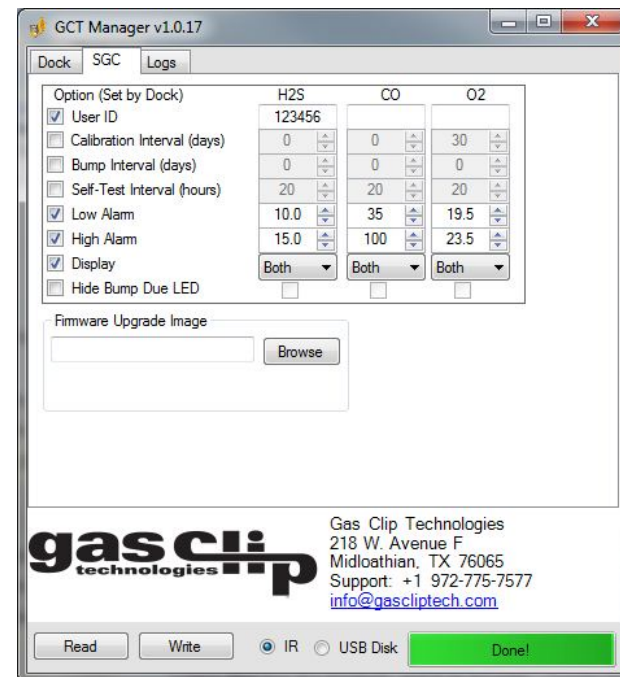 GCT Manager v1.0.17
Dock SGC Logs
Option (Set by Dock) H2S CO O2
User ID 123456
Calibration Interval (days) 0 0 30
Bump Interval (days) 0 0 0
Self-Test Interval (hours) 20 20 20
Low Alarm 10.0 35 19.5
High Alarm 15.0 100 23.5
Display Both Both Both
Hide Bump Due LED
Firmware Upgrade Image
Browse
gas clip
technologies
Gas Clip Technologies
218 W. Avenue F
Midloathian, TX 76065
Support: +1 972-775-7577
info@gascliptech.com
Read Write IR USB Disk Done!